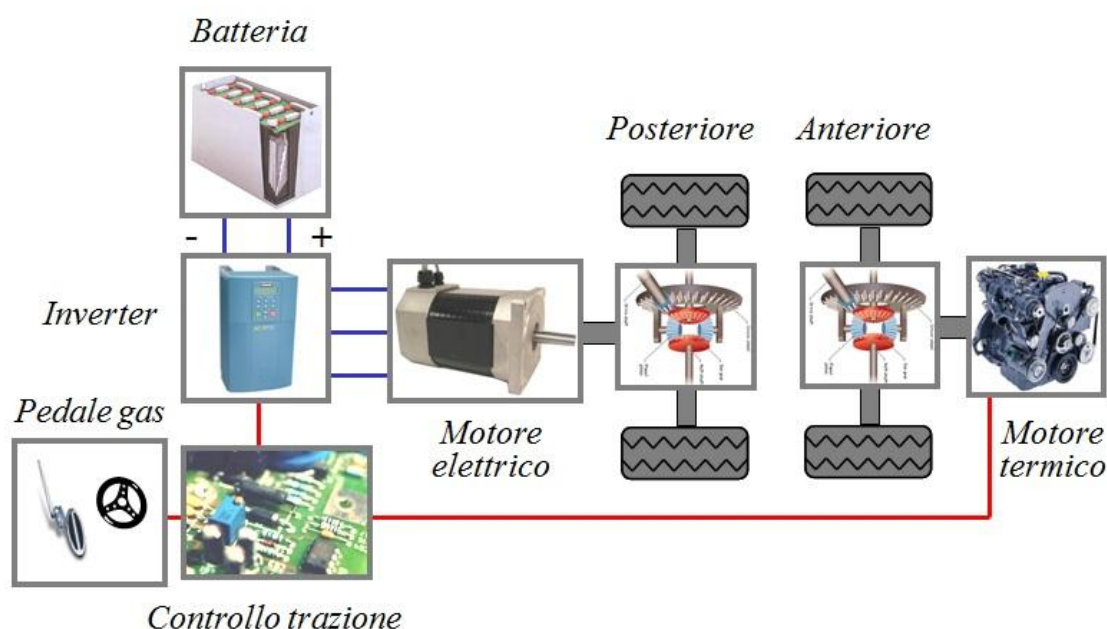 Batteria
Posteriore
Anteriore
-
+
Inverter
Pedale gas
Motore
elettrico
Motore
termico
Controllo trazione